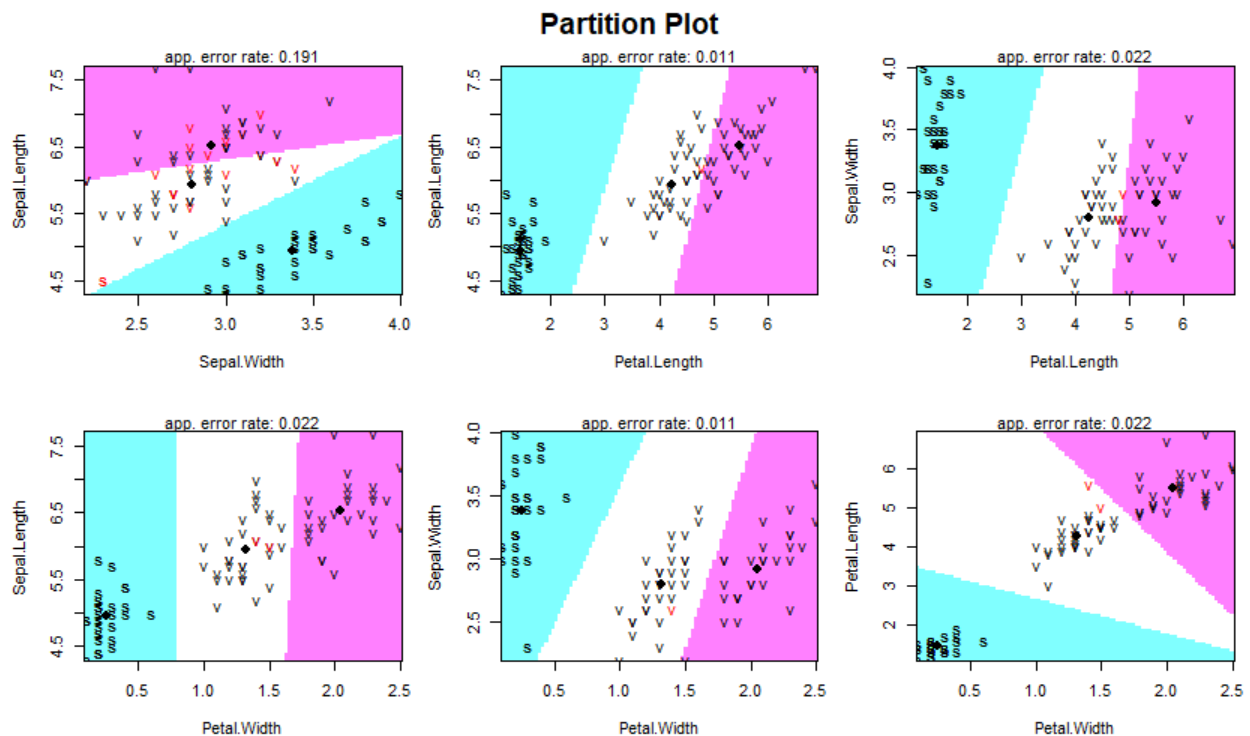 Partition Plot
app. error rate: 0.191
app. error rate: 0.011
app. error rate: 0.022
Sepal.Length
4.5 5.5 6.5 7.5
2.5 3.0 3.5 4.0
Sepal.Width
Sepal.Length
4.5 5.5 6.5 7.5
2 3 4 5 6
Petal.Length
Sepal.Width
2.5 3.0 3.5 4.0
2 3 4 5 6
Petal.Length
app. error rate: 0.022
app. error rate: 0.011
app. error rate: 0.022
Sepal.Length
4.5 5.5 6.5 7.5
0.5 1.0 1.5 2.0 2.5
Petal.Width
Sepal.Width
2.5 3.0 3.5 4.0
0.5 1.0 1.5 2.0 2.5
Petal.Width
Petal.Length
2 3 4 5 6
0.5 1.0 1.5 2.0 2.5
Petal.Width